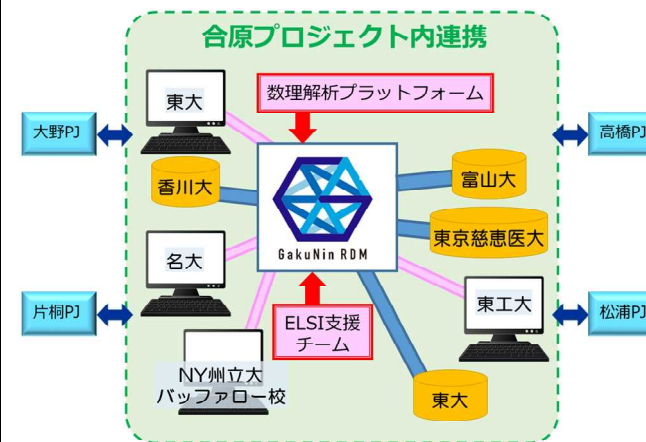 合原プロジェクト内連携
東大
数理解析プラットフォーム
大野PJ
高橋PJ
香川大
富山大
GakuNin RDM
東京慈恵医大
名大
東工大
片桐PJ
ELSI支援
チーム
松浦PJ
NY州立大
バッファロー校
東大